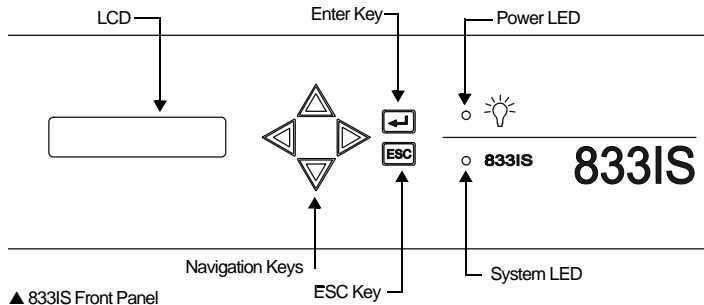 LCD
Enter Key
Power LED
ESC
833IS
833IS
Navigation Keys
ESC Key
System LED
▲ 833IS Front Panel